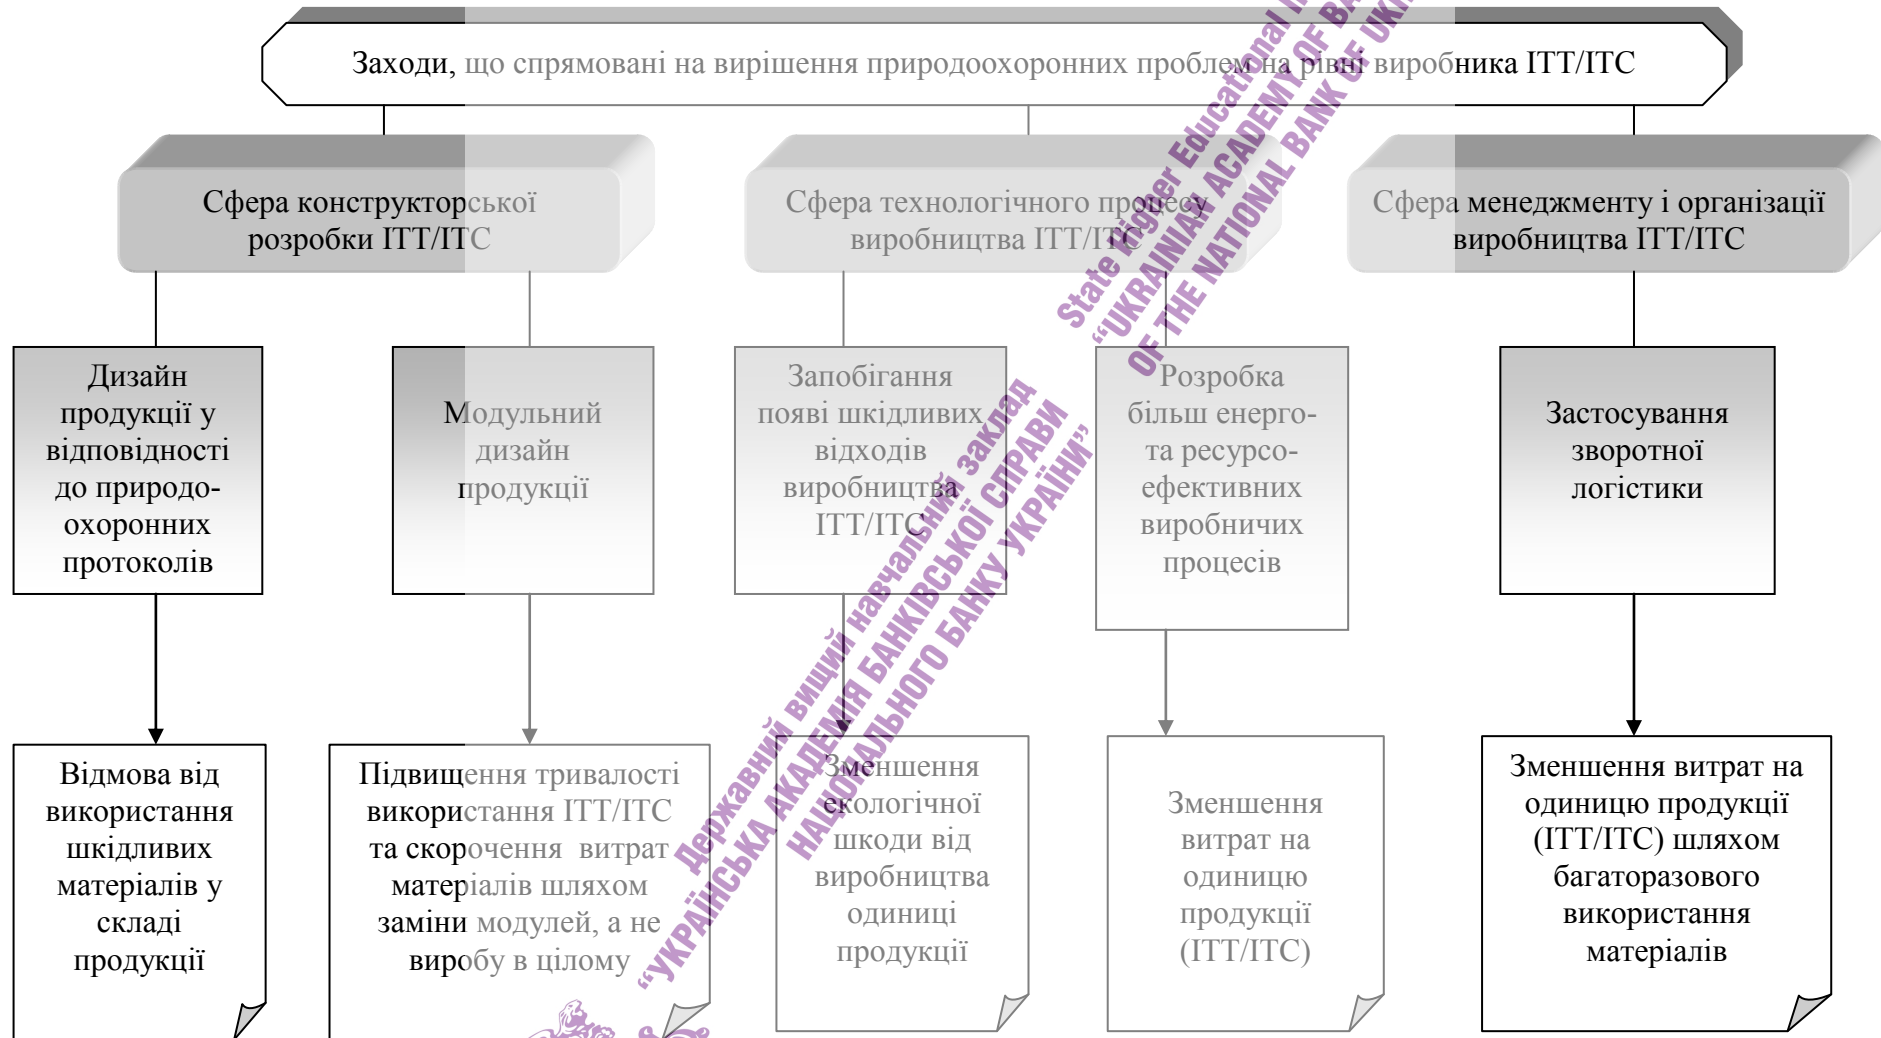 Заходи, що спрямовані на вирішення природоохоронних проблем на рівні виробника ІТТ/ІТС
Сфера конструкторської
розробки ІТТ/ІТС
Сфера технологічного процесу
виробництва ІТТ/ІТС
Сфера менеджменту і організації
виробництва ІТТ/ІТС
Дизайн
продукції у
відповідності
до природо-
охоронних
протоколів
Модульний
дизайн
продукції
Запобігання
появі шкідливих
відходів
виробництва
ІТТ/ІТС
Розробка
більш енерго-
та ресурсо-
ефективних
виробничих
процесів
Застосування
зворотної
логістики
Відмова від
використання
шкідливих
матеріалів у
складі
продукції
Підвищення тривалості
використання ІТТ/ІТС
та скорочення витрат
матеріалів шляхом
заміни модулей, а не
виробу в цілому
Зменшення
екологічної
шкоди від
виробництва
одиниці
продукції
Зменшення
витрат на
одиницю
продукції
(ІТТ/ІТС)
Зменшення витрат на
одиницю продукції
(ІТТ/ІТС) шляхом
багаторазового
використання
матеріалів
Державний вищий навчальний заклад
“УКРАЇНСЬКА АКАДЕМІЯ БАНКІВСЬКОЇ СПРАВИ
НАЦІОНАЛЬНОГО БАНКУ УКРАЇНИ”
State Higher Educational
“UKRAINIAN ACADEMY OF
OF THE NATIONAL BANK OF